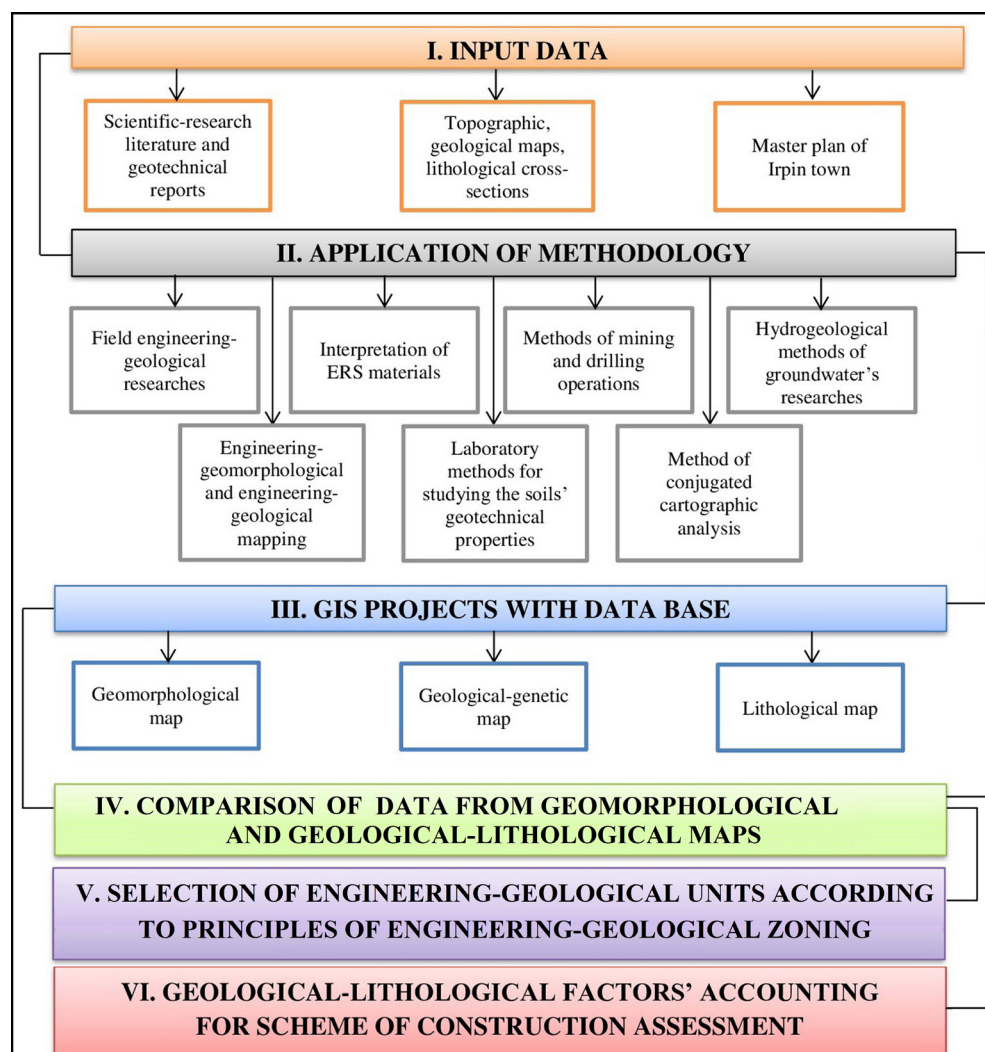 I. INPUT DATA
Scientific-research
literature and
geotechnical
reports
Topographic,
geological maps,
lithological cross-
sections
Master plan of
Irpin town
II. APPLICATION OF METHODOLOGY
Field engineering-
geological
researches
Interpretation of
ERS materials
Methods of mining
and drilling
operations
Hydrogeological
methods of
groundwater’s
researches
Engineering-
geomorphological
and engineering-
geological
mapping
Laboratory
methods for
studying the soils’
geotechnical
properties
Method of
conjugated
cartographic
analysis
III. GIS PROJECTS WITH DATA BASE
Geomorphological
map
Geological-genetic
map
Lithological map
IV. COMPARISON OF DATA FROM GEOMORPHOLOGICAL
AND GEOLOGICAL-LITHOLOGICAL MAPS
V. SELECTION OF ENGINEERING-GEOLOGICAL UNITS ACCORDING
TO PRINCIPLES OF ENGINEERING-GEOLOGICAL ZONING
VI. GEOLOGICAL-LITHOLOGICAL FACTORS’ ACCOUNTING
FOR SCHEME OF CONSTRUCTION ASSESSMENT